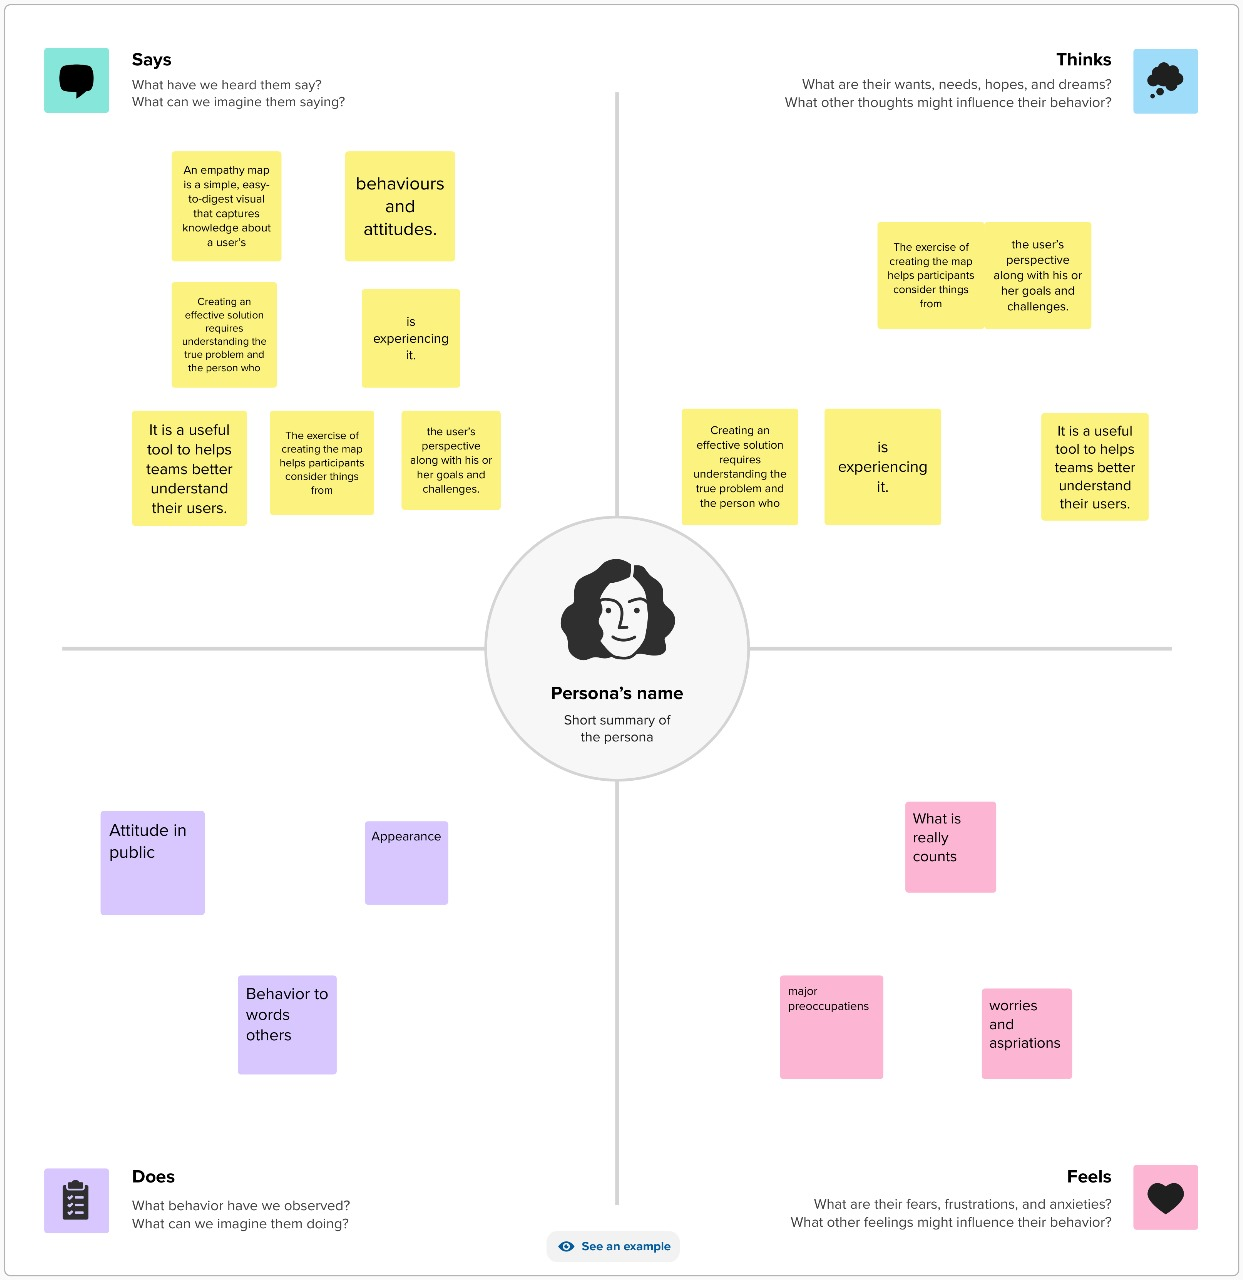 Says
What have we heard them say?
What can we imagine them saying?
Thinks
What are their wants, needs, hopes, and dreams?
What other thoughts might influence their behavior?
An empathy map
is a simple, easy-
to-digest visual
that captures
knowledge about
a user's
behaviours
and
attitudes.
Creating an
effective solution
requires
understanding the
true problem and
the person who
is
experiencing
it.
It is a useful
tool to helps
teams better
understand
their users.
The exercise of
creating the map
helps participants
consider things
from
the user's
perspective
along with his or
her goals and
challenges.
The exercise of
creating the map
helps participants
consider things
from
the user's
perspective
along with his or
her goals and
challenges.
Creating an
effective solution
requires
understanding the
true problem and
the person who
is
experiencing
it.
It is a useful
tool to helps
teams better
understand
their users.
Persona's name
Short summary of
the persona
Attitude in
public
Appearance
Behavior to
words
others
What is
really
counts
major
preoccupatiens
worries
and
aspriations
Does
What behavior have we observed?
What can we imagine them doing?
Feels
What are their fears, frustrations, and anxieties?
What other feelings might influence their behavior?
See an example